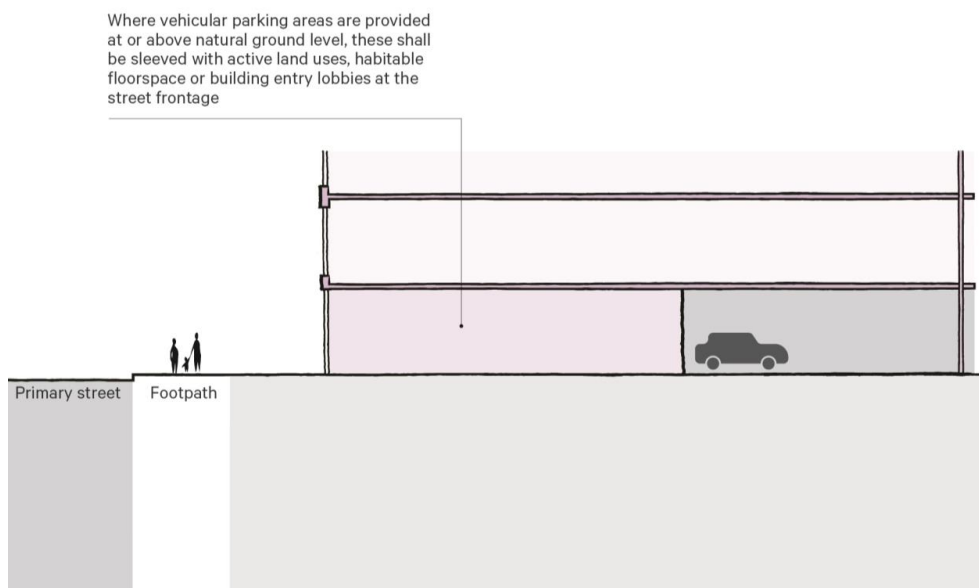 Where vehicular parking areas are provided
at or above natural ground level, these shall
be sleeved with active land uses, habitable
floorspace or building entry lobbies at the
street frontage
Primary street
Footpath